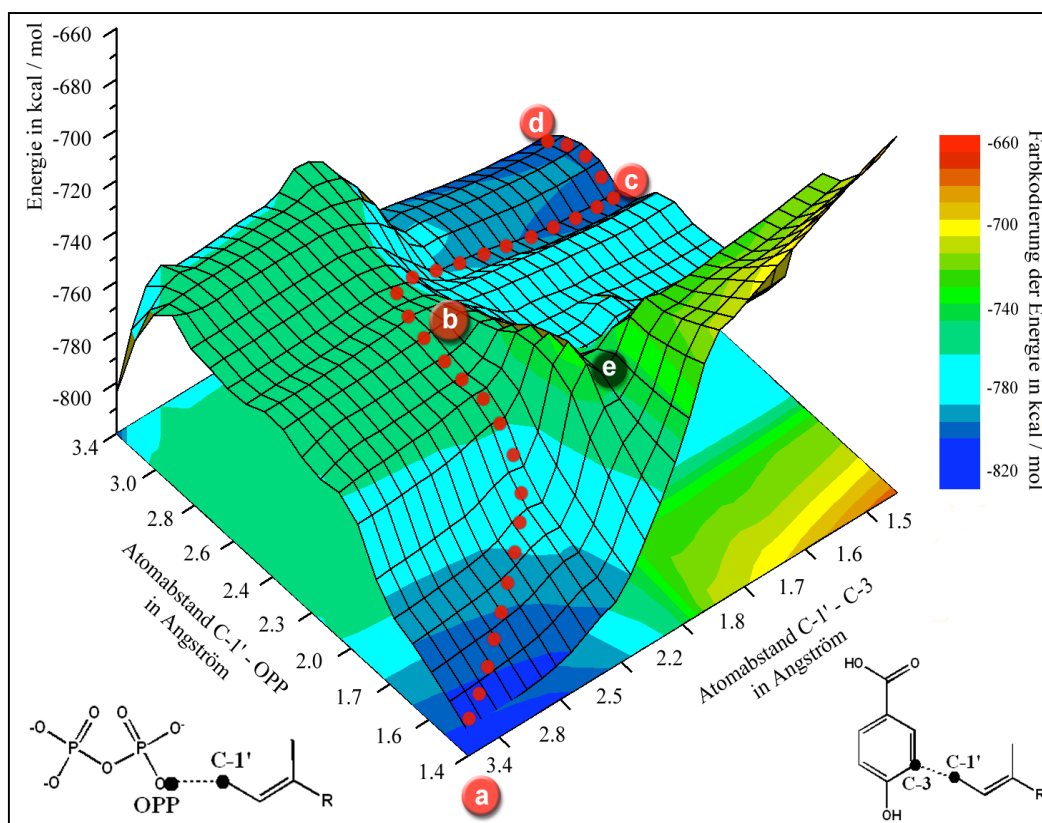 Energie in kcal / mol
-660
-680
-700
-720
-740
-760
-780
-800
d
c
b
e
a
Farbkodierung der Energie in kcal / mol
-660
-700
-740
-780
-820
3.4
3.0
2.8
2.6
2.4
2.3
2.0
1.7
1.6
1.4
Atomabstand C-1' - OPP
in Angström
3.4
2.8
2.5
2.2
1.8
1.7
1.6
1.5
Atomabstand C-1' - C-3
in Angström
O O
-O P P O-
-O O O
OPP
C-1'
R
HO O
C-1'
C-3
OH
R